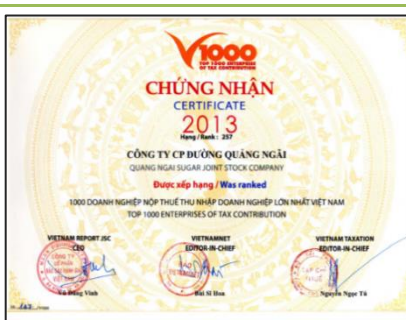 V1000
TOP 1000 ENTERPRISES
OF TAX CONTRIBUTION
CHỨNG NHẬN
CERTIFICATE
2013
Hạng / Rank : 257
CÔNG TY CP ĐƯỜNG QUẢNG NGÃI
QUANG NGAI SUGAR JOINT STOCK COMPANY
Được xếp hạng / Was ranked
1000 DOANH NGHIỆP NỘP THUẾ THU NHẬP DOANH NGHIỆP LỚN NHẤT VIỆT NAM
TOP 1000 ENTERPRISES OF TAX CONTRIBUTION
VIETNAM REPORT JSC VIETNAMNET VIETNAM TAXATION
CEO EDITOR-IN-CHIEF EDITOR-IN-CHIEF
Vũ Đăng Vinh Bùi Sĩ Hoa Nguyễn Ngọc Tú